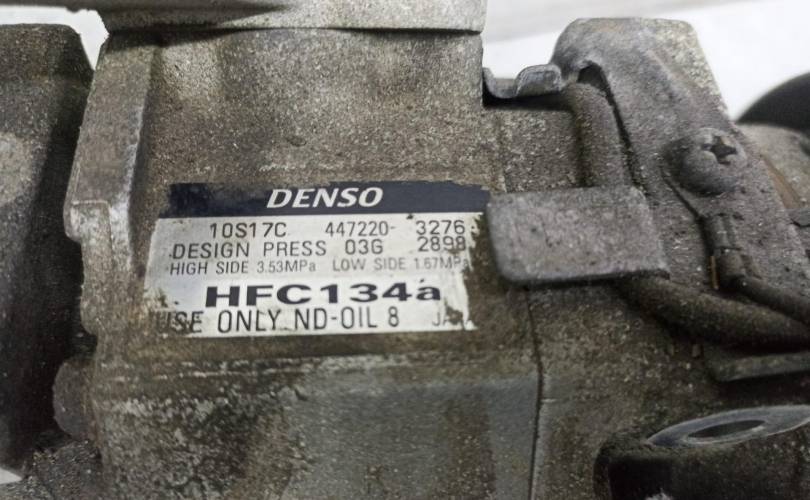 DENSO
10S17C 447220- 3276
DESIGN PRESS 03G 2898
HIGH SIDE 3.53MPa LOW SIDE 1.67MPa
HFC134a
USE ONLY ND-OIL 8